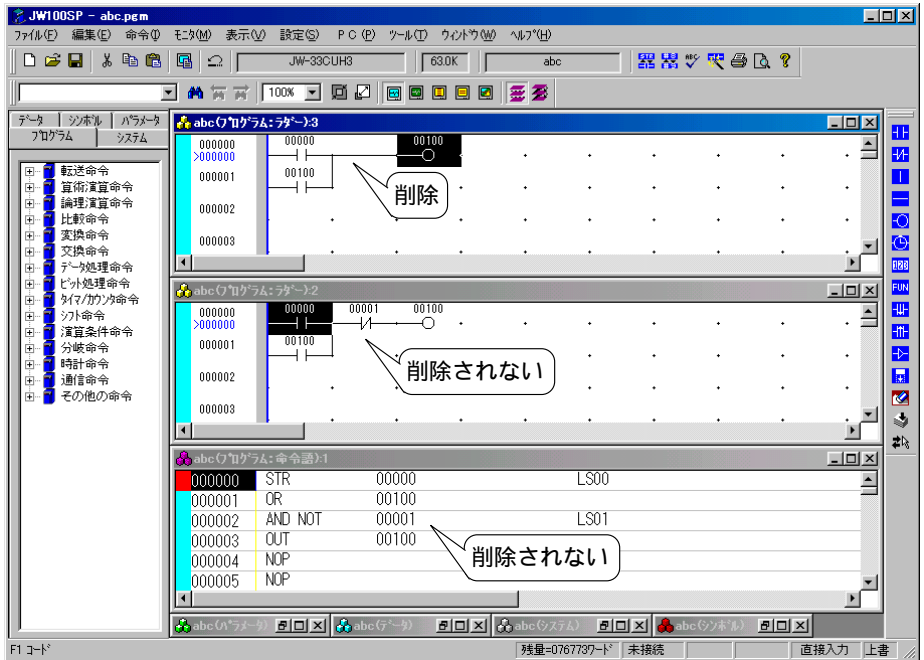 JW100SP - abc.pgm
ﾌｧｲﾙ(F) 編集(E) 命令(I) ﾓﾆﾀ(M) 表示(V) 設定(S) ＰＣ(P) ﾂｰﾙ(T) ｳｨﾝﾄﾞｳ(W) ﾍﾙﾌﾟ(H)
JW-33CUH3 63.0K abc
100%
ﾃﾞｰﾀ ｼﾝﾎﾞﾙ ﾊﾟﾗﾒｰﾀ
ﾌﾟﾛｸﾞﾗﾑ ｼｽﾃﾑ
転送命令
算術演算命令
論理演算命令
比較命令
変換命令
交換命令
ﾃﾞｰﾀ処理命令
ﾋﾞｯﾄ処理命令
ﾀｲﾏ/ｶｳﾝﾀ命令
ｼﾌﾄ命令
演算条件命令
分岐命令
時計命令
通信命令
その他の命令
abc(ﾌﾟﾛｸﾞﾗﾑ:ﾗﾀﾞｰ):3
000000 00000 00100
>000000
000001 00100
削除
000002
000003
abc(ﾌﾟﾛｸﾞﾗﾑ:ﾗﾀﾞｰ):2
000000 00000 00001 00100
>000000
000001 00100
削除されない
000002
000003
abc(ﾌﾟﾛｸﾞﾗﾑ:命令語):1
000000 STR 00000 LS00
000001 OR 00100
000002 AND NOT 00001 LS01
000003 OUT 00100
削除されない
000004 NOP
000005 NOP
abc(ﾊﾟﾗﾒｰﾀ) abc(ﾃﾞｰﾀ) abc(ｼｽﾃﾑ) abc(ｼﾝﾎﾞﾙ)
123
FUN
F1 ｺｰﾄﾞ 残量=076773ﾜｰﾄﾞ 未接続 直接入力 上書